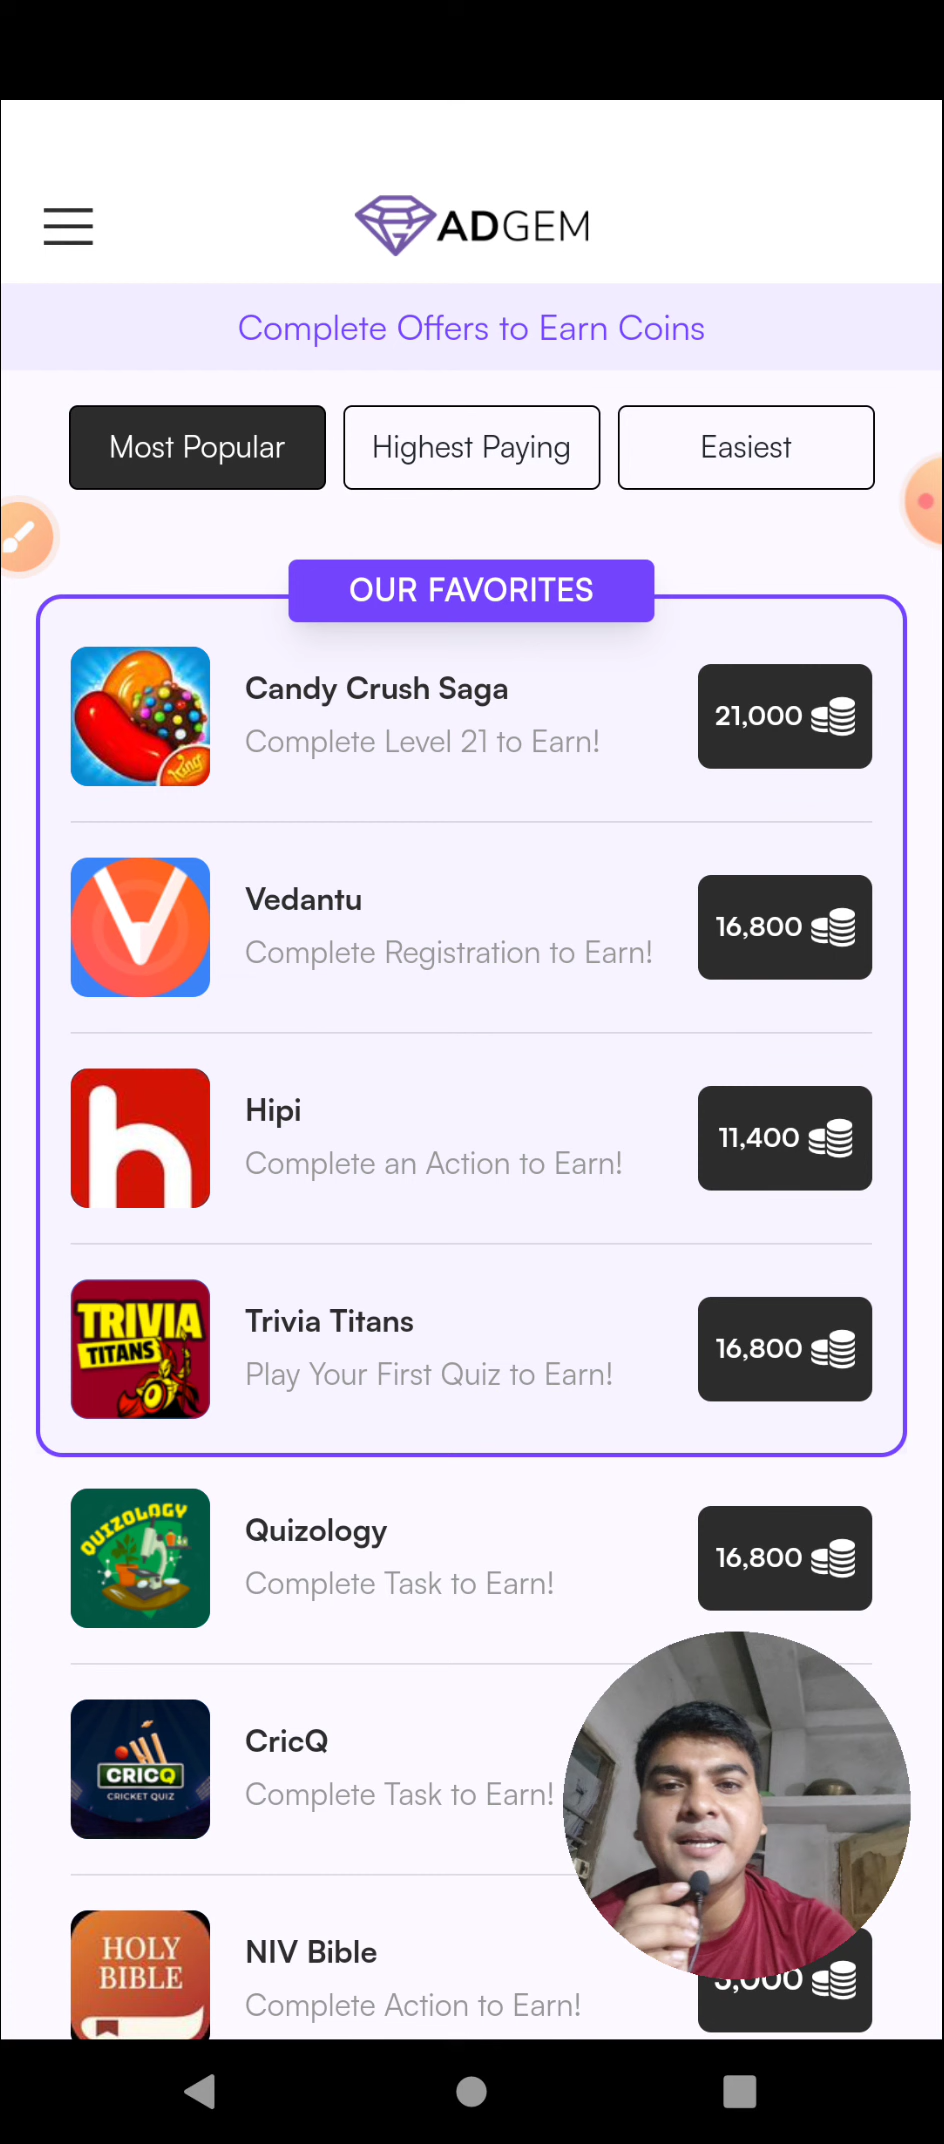 ADGEM
Complete Offers to Earn Coins
Most Popular
Highest Paying
Easiest
OUR FAVORITES
Candy Crush Saga
Complete Level 21 to Earn!
21,000
King
Vedantu
Complete Registration to Earn!
16,800
Hipi
Complete an Action to Earn!
11,400
TRIVIA
TITANS
Trivia Titans
Play Your First Quiz to Earn!
16,800
QUIZOLOGY
Quizology
Complete Task to Earn!
16,800
CRICQ
CRICKET QUIZ
CricQ
Complete Task to Earn!
HOLY
BIBLE
NIV Bible
Complete Action to Earn!